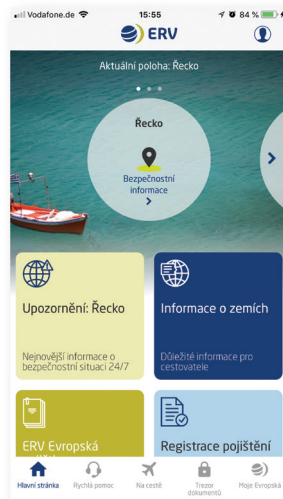 Vodafone.de 15:55 84 %
ERV
Aktuální poloha: Řecko
Řecko
Bezpečnostní
informace
Upozornění: Řecko
Nejnovější informace o
bezpečnostní situaci 24/7
Informace o zemích
Důležité informace pro
cestovatele
ERV Evropská
Registrace pojištění
Hlavní stránka
Rychlá pomoc
Na cestě
Trezor
dokumentů
Moje Evropská